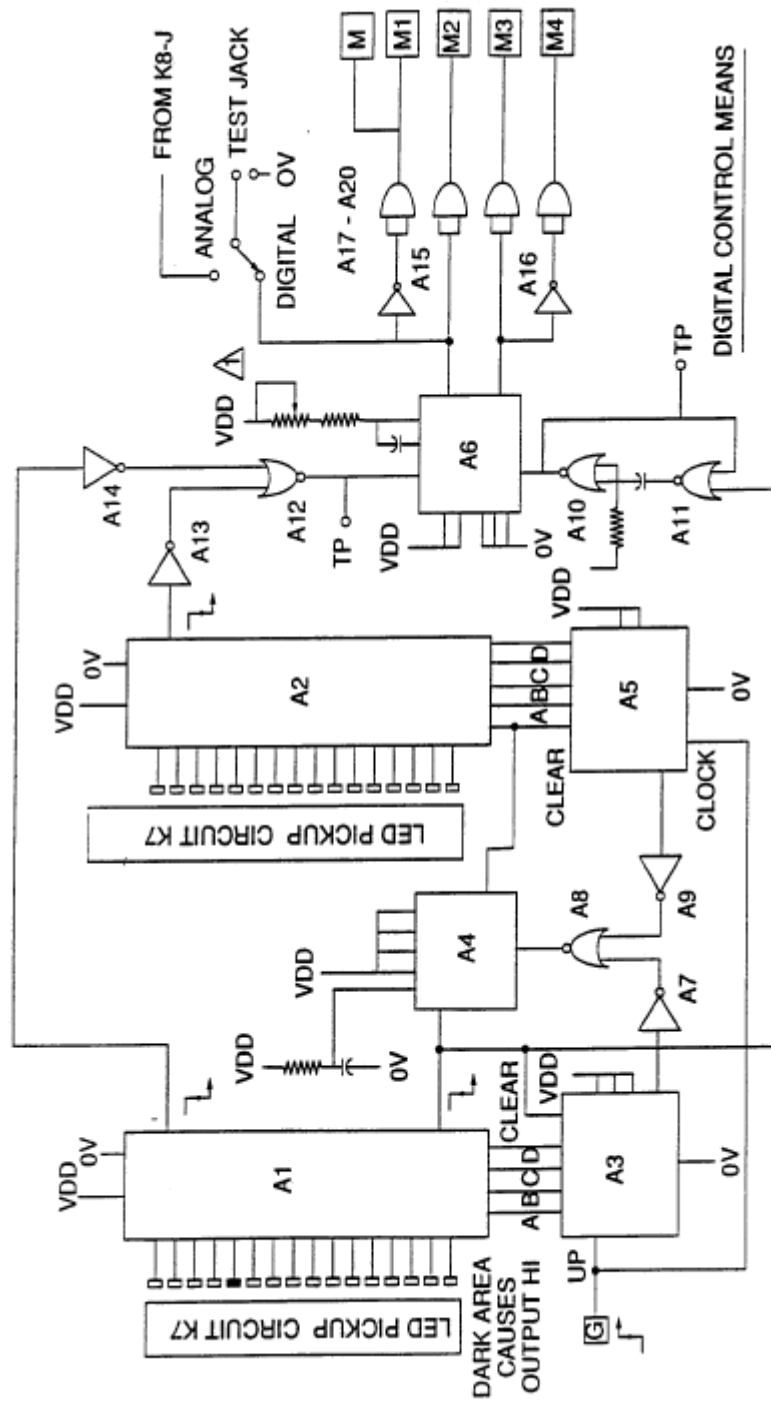 FROM K8-J
ANALOG
TEST JACK
DIGITAL
OV
M
M1
M2
M3
M4
A17 - A20
A15
A16
VDD
1
A14
A13
A12
TP
VDD
A6
0V
A10
A11
TP
DIGITAL CONTROL MEANS
VDD
0V
A2
LED PICKUP CIRCUIT K7
A B C D
CLEAR
VDD
A5
0V
CLOCK
VDD
A4
A8
A9
A7
VDD
0V
VDD
0V
A1
LED PICKUP CIRCUIT K7
DARK AREA
CAUSES
OUTPUT HI
A B C D
CLEAR
VDD
A3
0V
UP
G